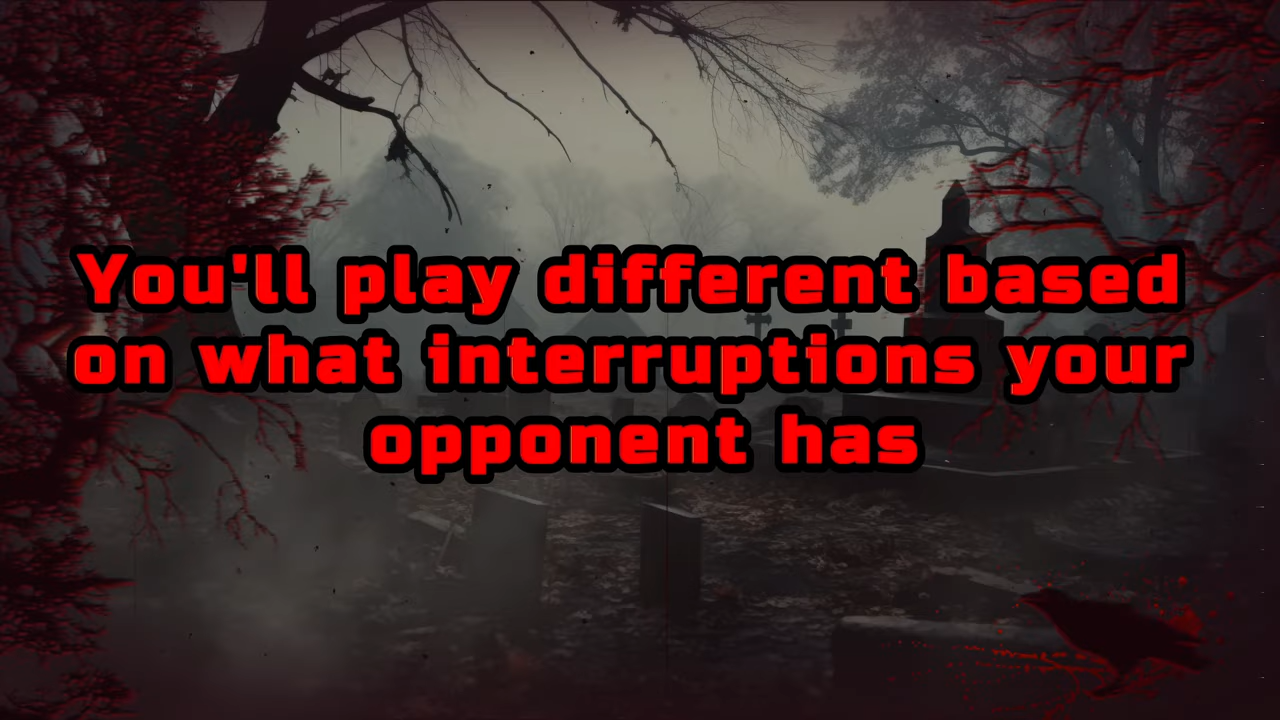 You'll play different based
on what interruptions your
opponent has